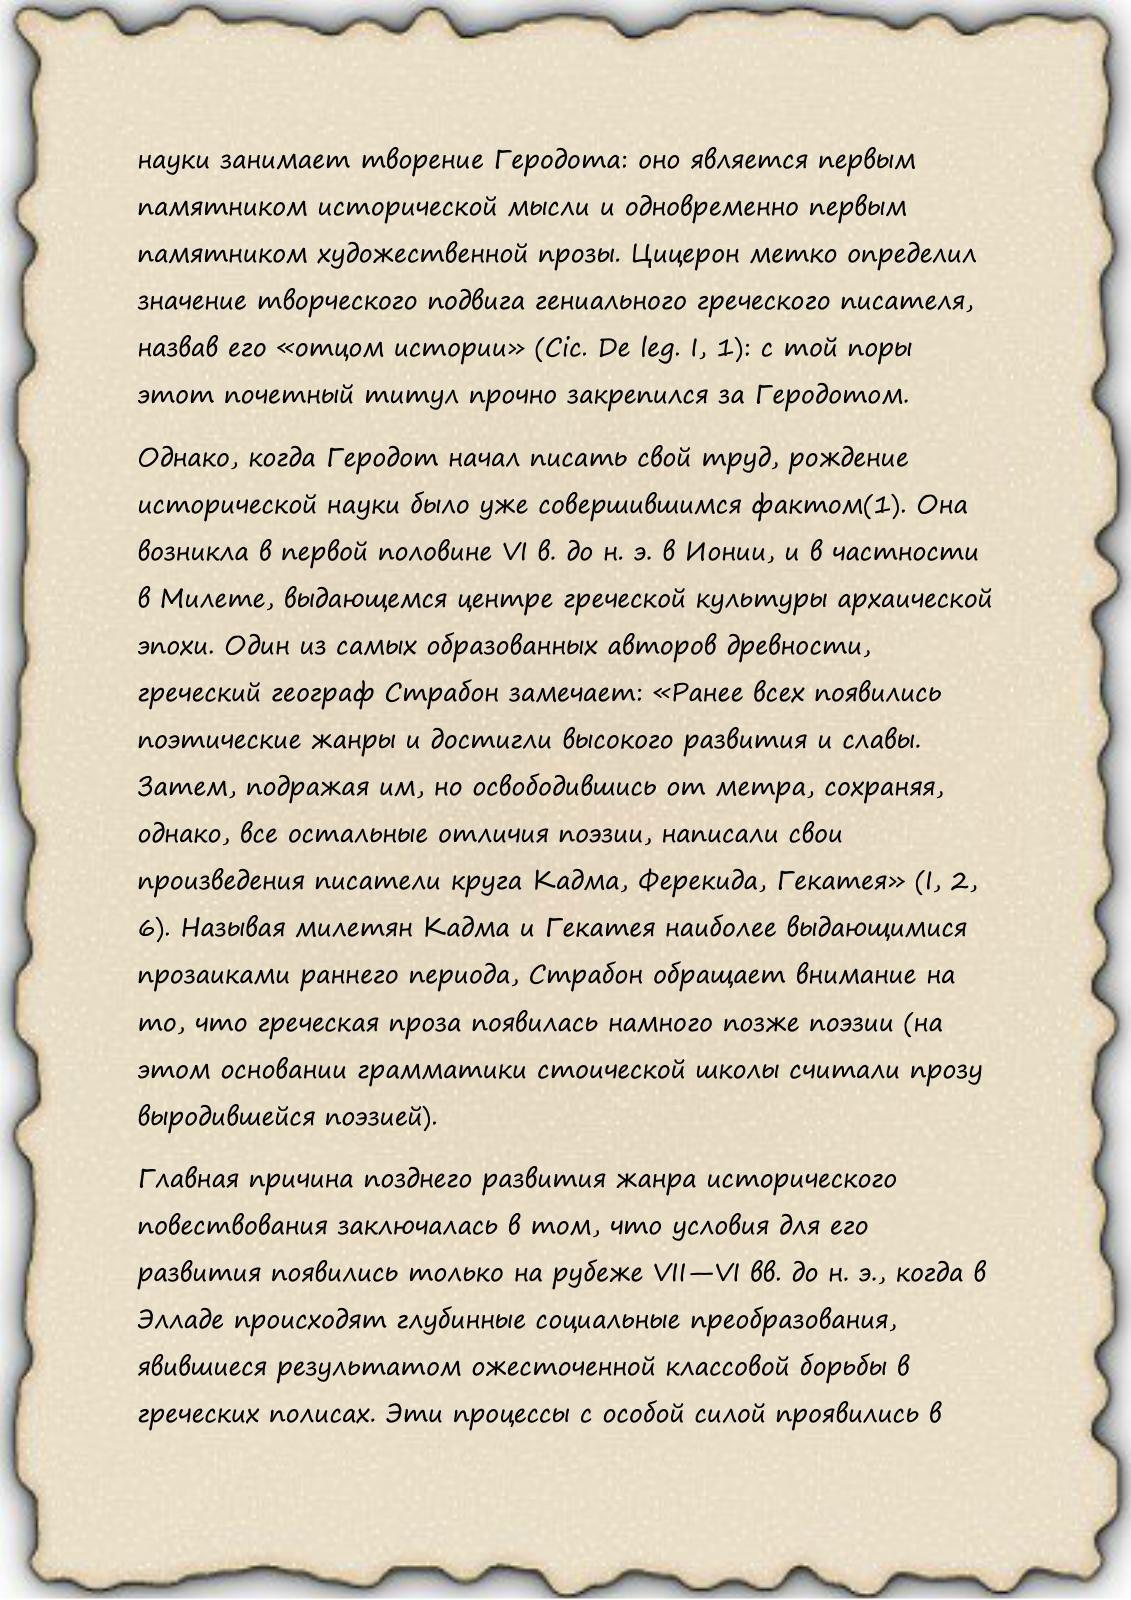 науки занимает творение Геродота: оно является первым
памятником исторической мысли и одновременно первым
памятником художественной прозы. Цицерон метко определил
значение творческого подвига гениального греческого писателя,
назвав его «отцом истории» (Cic. De leg. I, 1): с той поры
этот почетный титул прочно закрепился за Геродотом.
Однако, когда Геродот начал писать свой труд, рождение
исторической науки было уже совершившимся фактом(1). Она
возникла в первой половине VI в. до н. э. в Ионии, и в частности
в Милете, выдающемся центре греческой культуры архаической
эпохи. Один из самых образованных авторов древности,
греческий географ Страбон замечает: «Ранее всех появились
поэтические жанры и достигли высокого развития и славы.
Затем, подражая им, но освободившись от метра, сохраняя,
однако, все остальные отличия поэзии, написали свои
произведения писатели круга Кадма, Ферекида, Гекатея» (I, 2,
6). Называя милетян Кадма и Гекатея наиболее выдающимися
прозаиками раннего периода, Страбон обращает внимание на
то, что греческая проза появилась намного позже поэзии (на
этом основании грамматики стоической школы считали прозу
выродившейся поэзией).
Главная причина позднего развития жанра исторического
повествования заключалась в том, что условия для его
развития появились только на рубеже VII—VI вв. до н. э., когда в
Элладе происходят глубинные социальные преобразования,
явившиеся результатом ожесточенной классовой борьбы в
греческих полисах. Эти процессы с особой силой проявились в